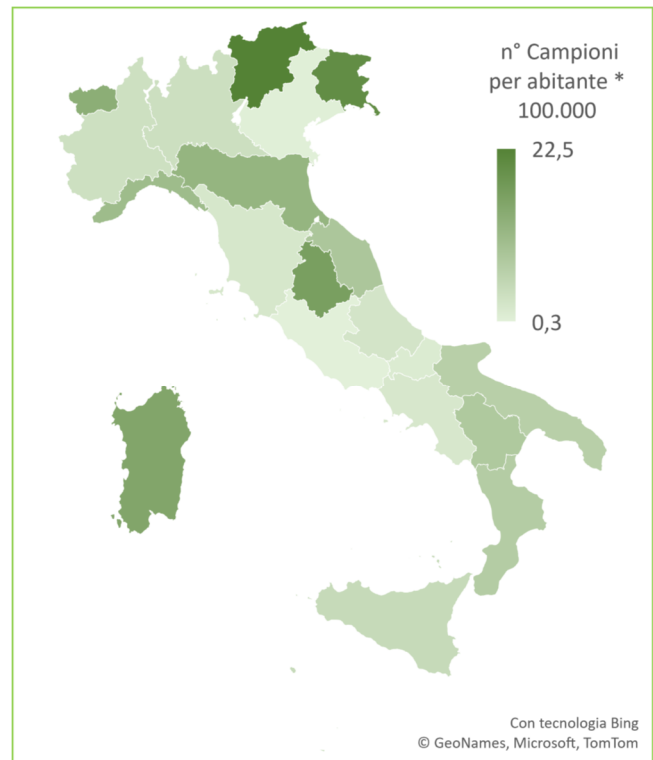 n° Campioni
per abitante *
100.000
22,5
0,3
Con tecnologia Bing
© GeoNames, Microsoft, TomTom